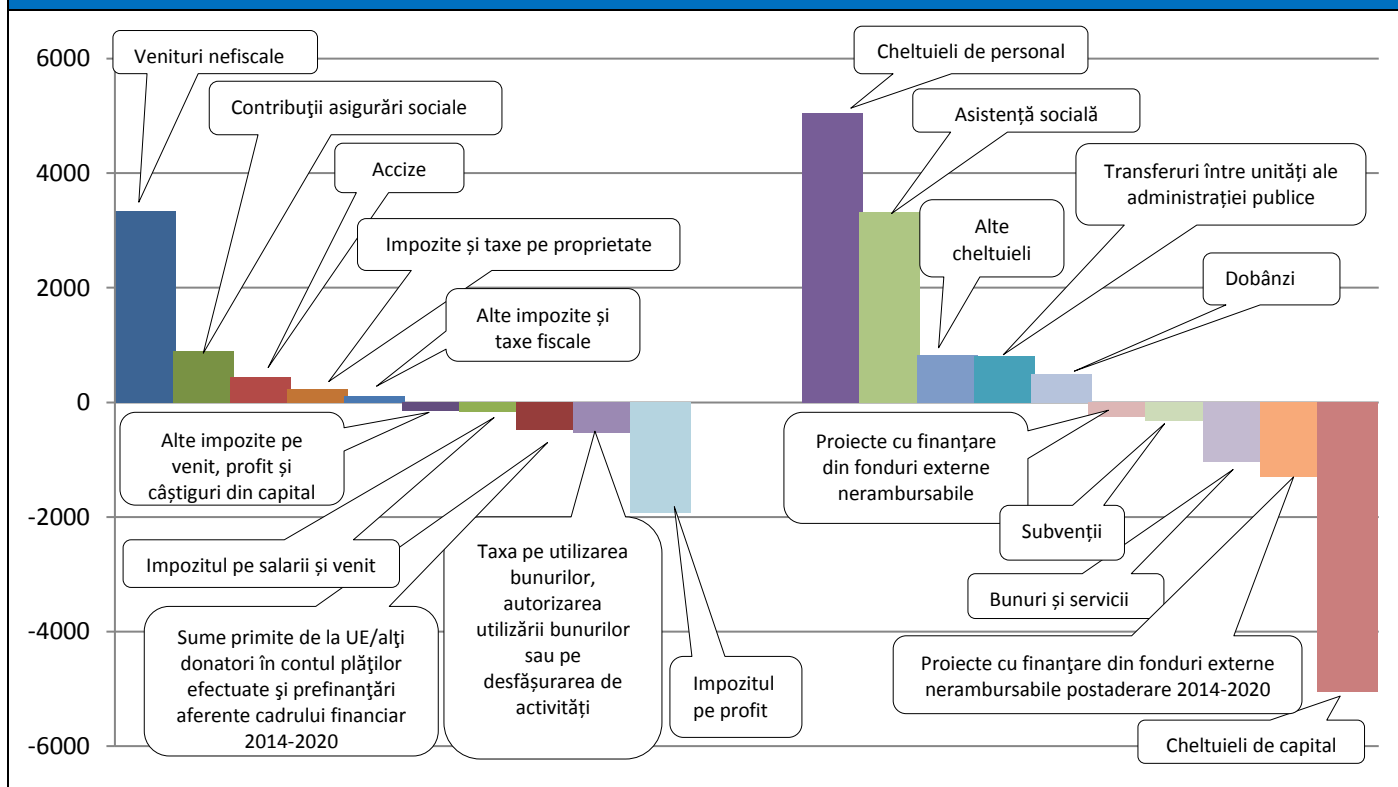 6000
4000
2000
0
-2000
-4000
-6000
Venituri nefiscale
Contribuţii asigurări sociale
Accize
Impozite și taxe pe proprietate
Alte impozite și
taxe fiscale
Alte impozite pe
venit, profit și
câștiguri din capital
Impozitul pe salarii și venit
Sume primite de la UE/alţi
donatori în contul plăţilor
efectuate şi prefinanţări
aferente cadrului financiar
2014-2020
Taxa pe utilizarea
bunurilor,
autorizarea
utilizării bunurilor
sau pe
desfășurarea de
activități
Impozitul
pe profit
Cheltuieli de personal
Asistență socială
Alte
cheltuieli
Transferuri între unități ale
administrației publice
Dobânzi
Proiecte cu finanțare
din fonduri externe
nerambursabile
Subvenții
Bunuri și servicii
Proiecte cu finanţare din fonduri externe
nerambursabile postaderare 2014-2020
Cheltuieli de capital